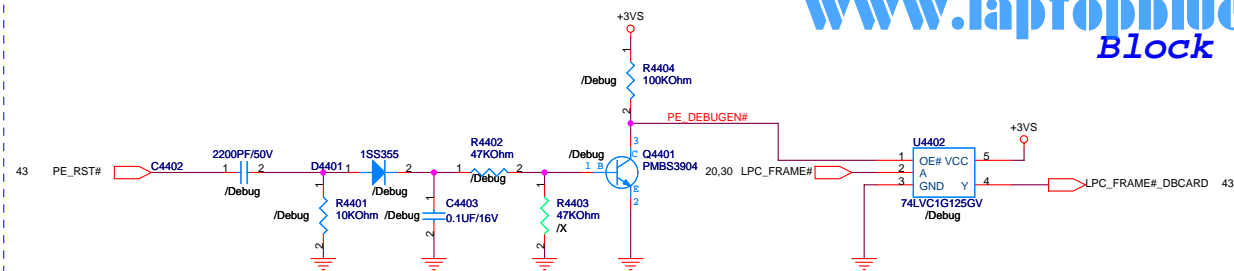 www.laptopblue
Block
+3VS
1
R4404
100KOhm
/Debug
2
PE_DEBUGEN#
43 PE_RST#
C4402
2200PF/50V
1 2
/Debug
D4401
1SS355
1 2
/Debug
1
R4401
10KOhm
/Debug
2
1
C4403
0.1UF/16V
/Debug
2
R4402
47KOhm
1 2
/Debug
1
R4403
47KOhm
/X
2
/Debug
1 B
3
C
E
2
Q4401
PMBS3904
20,30 LPC_FRAME#
U4402
1 OE# VCC 5
2 A
3 GND Y 4
74LVC1G125GV
/Debug
+3VS
LPC_FRAME#_DBCARD 43